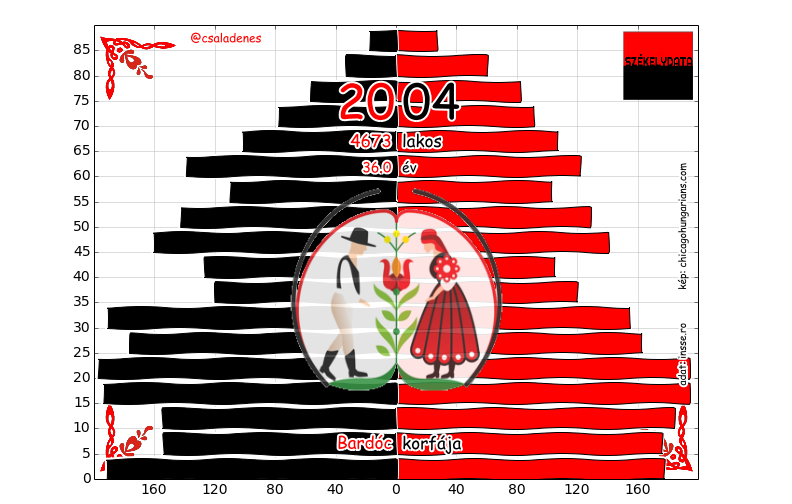 @csaladenes
SZÉKELYDATA
2004
4673 lakos
36.0 év
kép: chicagohungarians.com
adat: insse.ro
Bardóc korfája
85
80
75
70
65
60
55
50
45
40
35
30
25
20
15
10
5
0
160 120 80 40 0 40 80 120 160